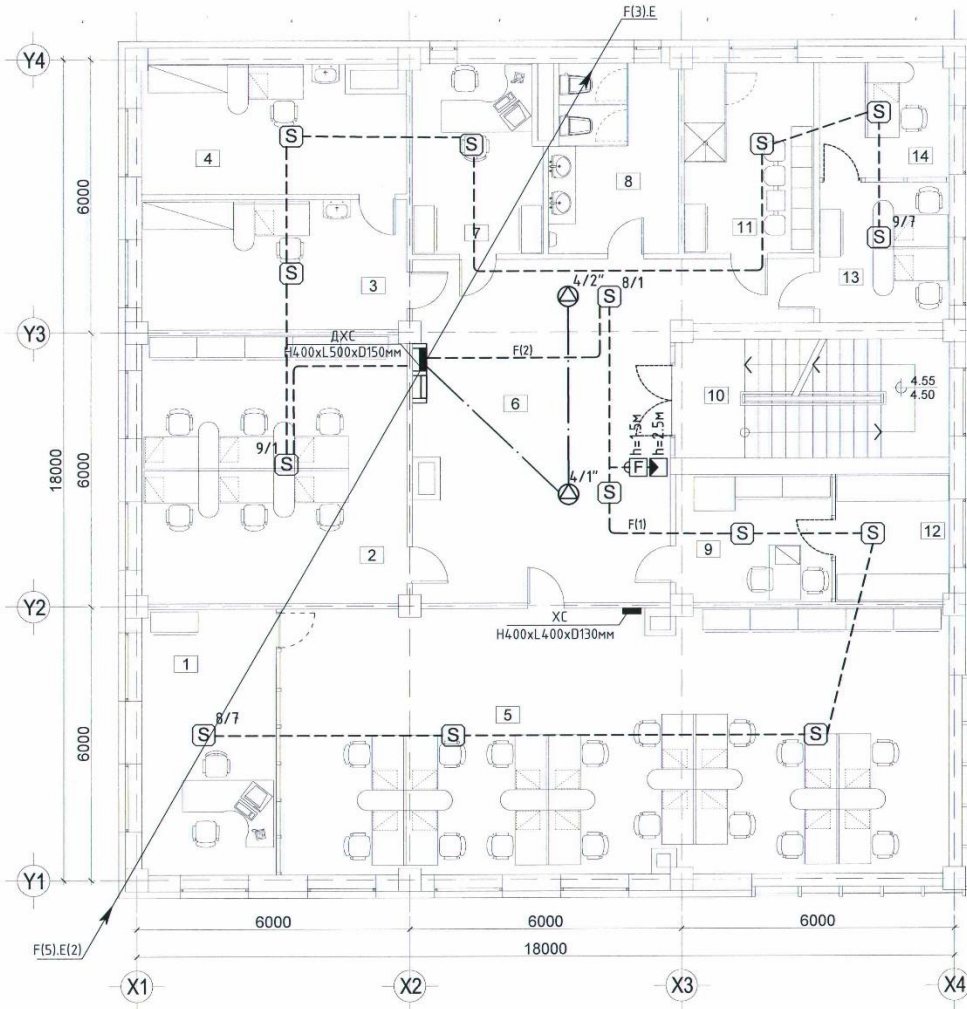 F(3).E
Y4
S
S
S
S
4
8
14
6000
7
11
9/7
S
S
3
13
4/2"
S
8/1
Y3
ДХС
H400xL500xD150мм
F(2)
6
10
4.55
4.50
h=1.5м
h=2.5м
F
18000
6000
9/1
S
4/1"
S
F(1)
9
S
S
12
2
Y2
ХС
H400xL400xD130мм
1
5
8/7
S
S
S
6000
Y1
6000
6000
6000
18000
F(5).E(2)
X1
X2
X3
X4